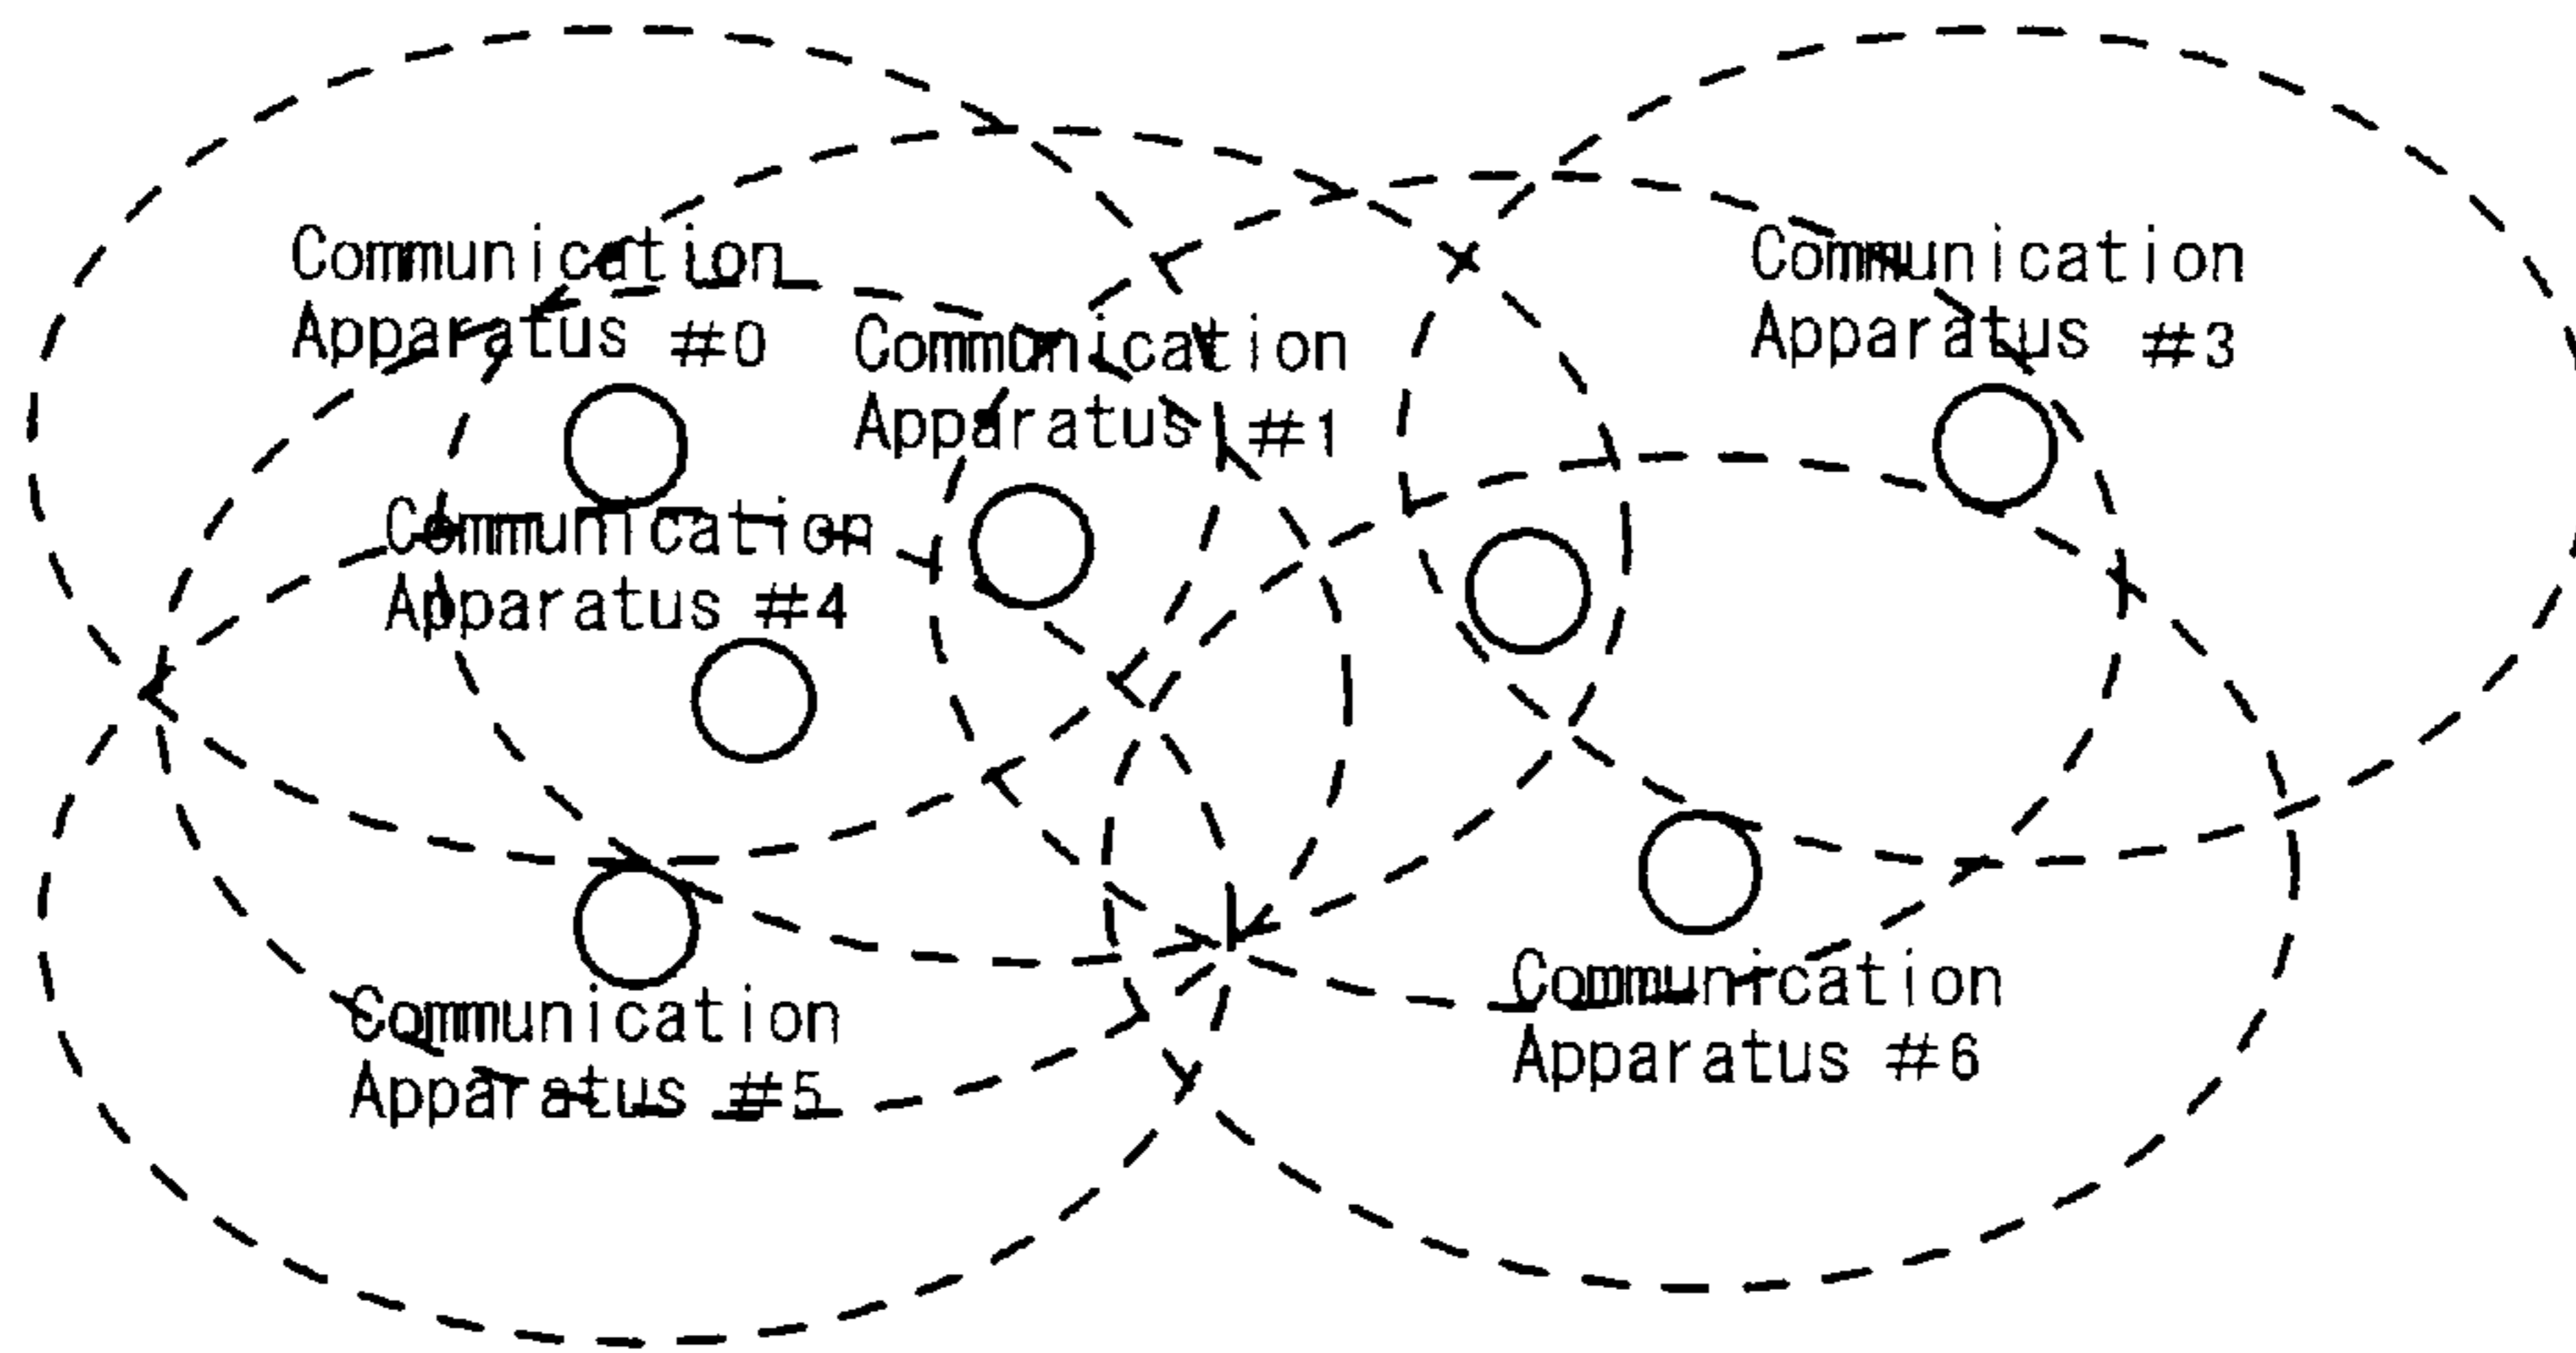 Communication
Apparatus #0
Communication
Apparatus #1
Communication
Apparatus #3
Communication
Apparatus #4
Communication
Apparatus #5
Communication
Apparatus #6